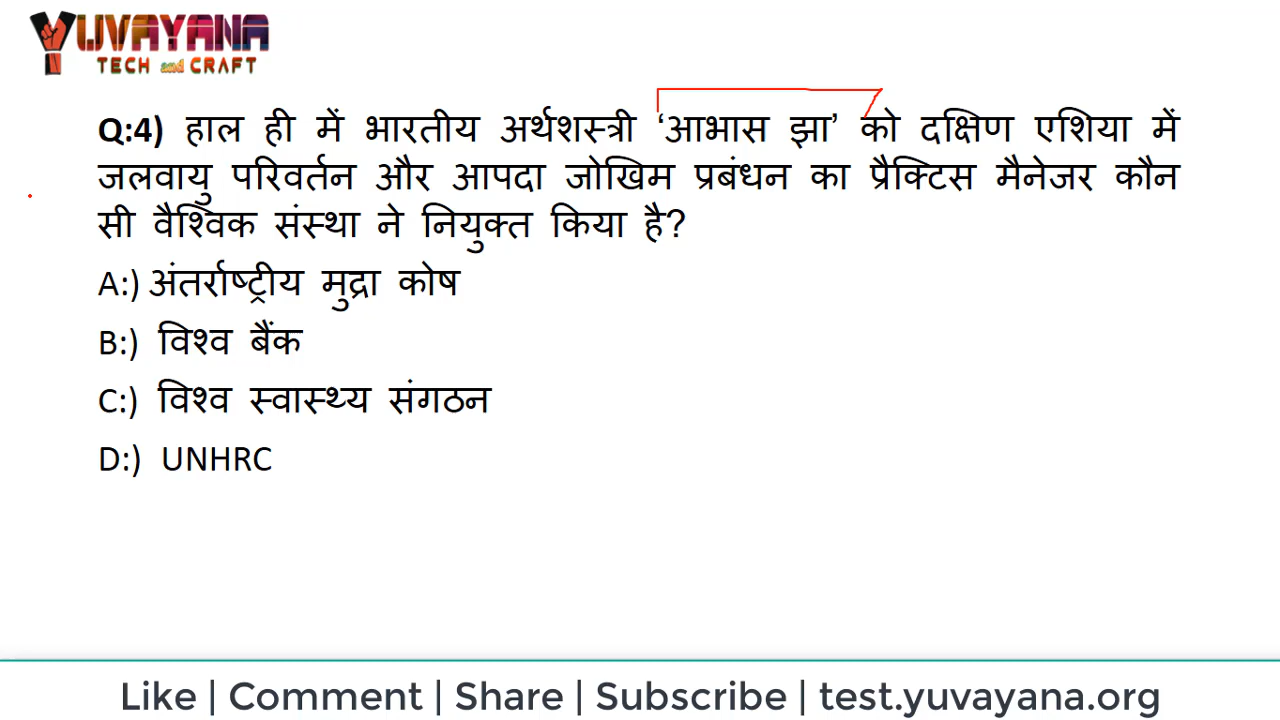 YUVAYANA
TECH and CRAFT
Q:4) हाल ही में भारतीय अर्थशस्त्री ‘आभास झा’ को दक्षिण एशिया में
जलवायु परिवर्तन और आपदा जोखिम प्रबंधन का प्रैक्टिस मैनेजर कौन
सी वैश्विक संस्था ने नियुक्त किया है?
A:) अंतर्राष्ट्रीय मुद्रा कोष
B:) विश्व बैंक
C:) विश्व स्वास्थ्य संगठन
D:) UNHRC
Like | Comment | Share | Subscribe | test.yuvayana.org